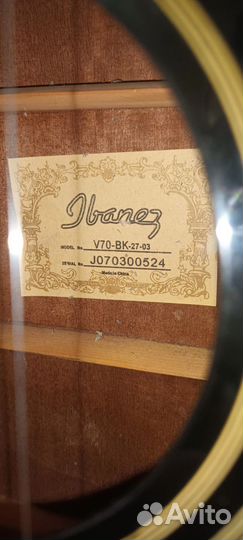 Ibanez
MODEL No. V70-BK-27-03
SERIAL No. J070300524
Made in China
Avito